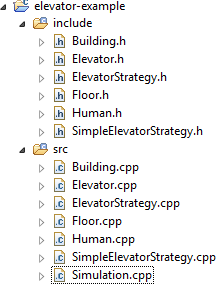 elevator-example
include
Building.h
Elevator.h
ElevatorStrategy.h
Floor.h
Human.h
SimpleElevatorStrategy.h
src
Building.cpp
Elevator.cpp
ElevatorStrategy.cpp
Floor.cpp
Human.cpp
SimpleElevatorStrategy.cpp
Simulation.cpp